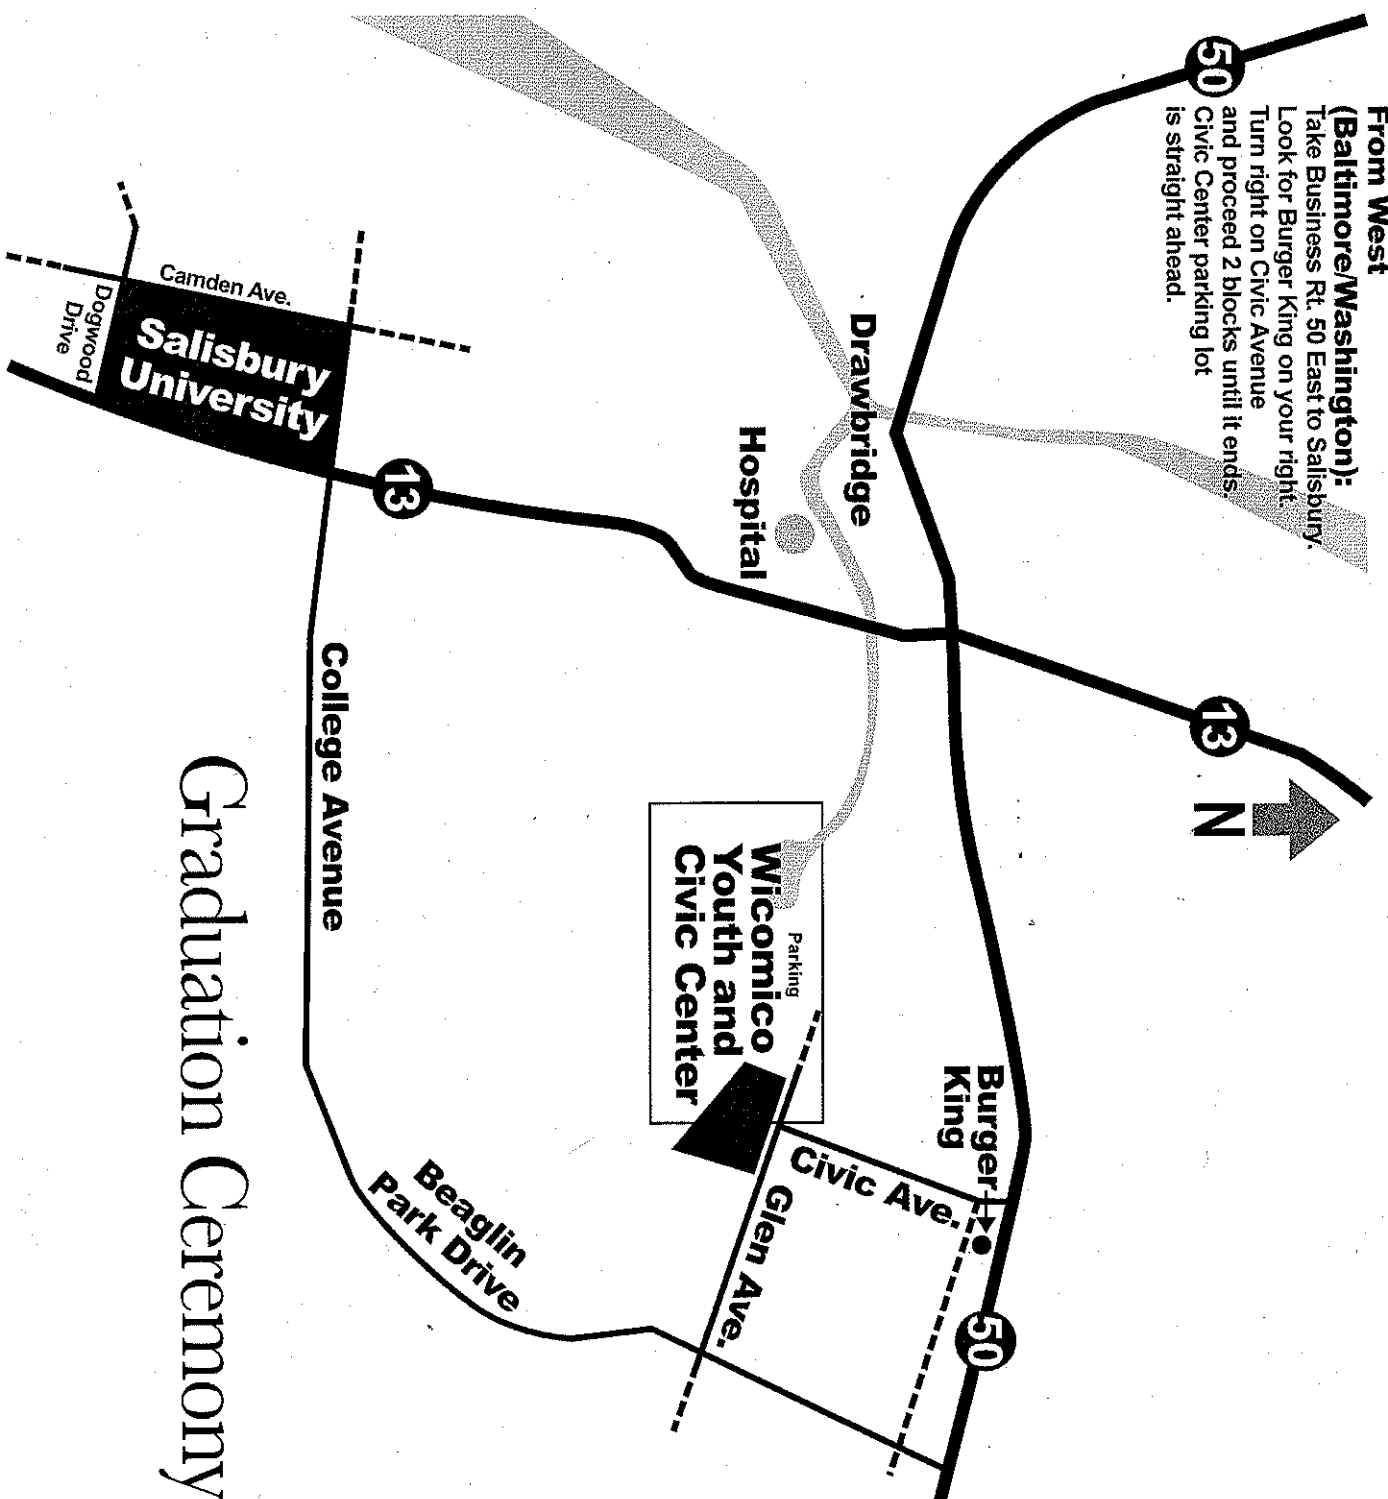 From West
(Baltimore/Washington):
Take Business Rt. 50 East to Salisbury.
Look for Burger King on your right.
Turn right on Civic Avenue
and proceed 2 blocks until it ends.
Civic Center parking lot
is straight ahead.
50
13
N
Drawbridge
Hospital
Burger
King
50
Civic Ave.
Parking
Wicomico
Youth and
Civic Center
Glen Ave.
13
Camden Ave.
Salisbury
University
Dogwood
Drive
College Avenue
Beaglin
Park Drive
Graduation Ceremony